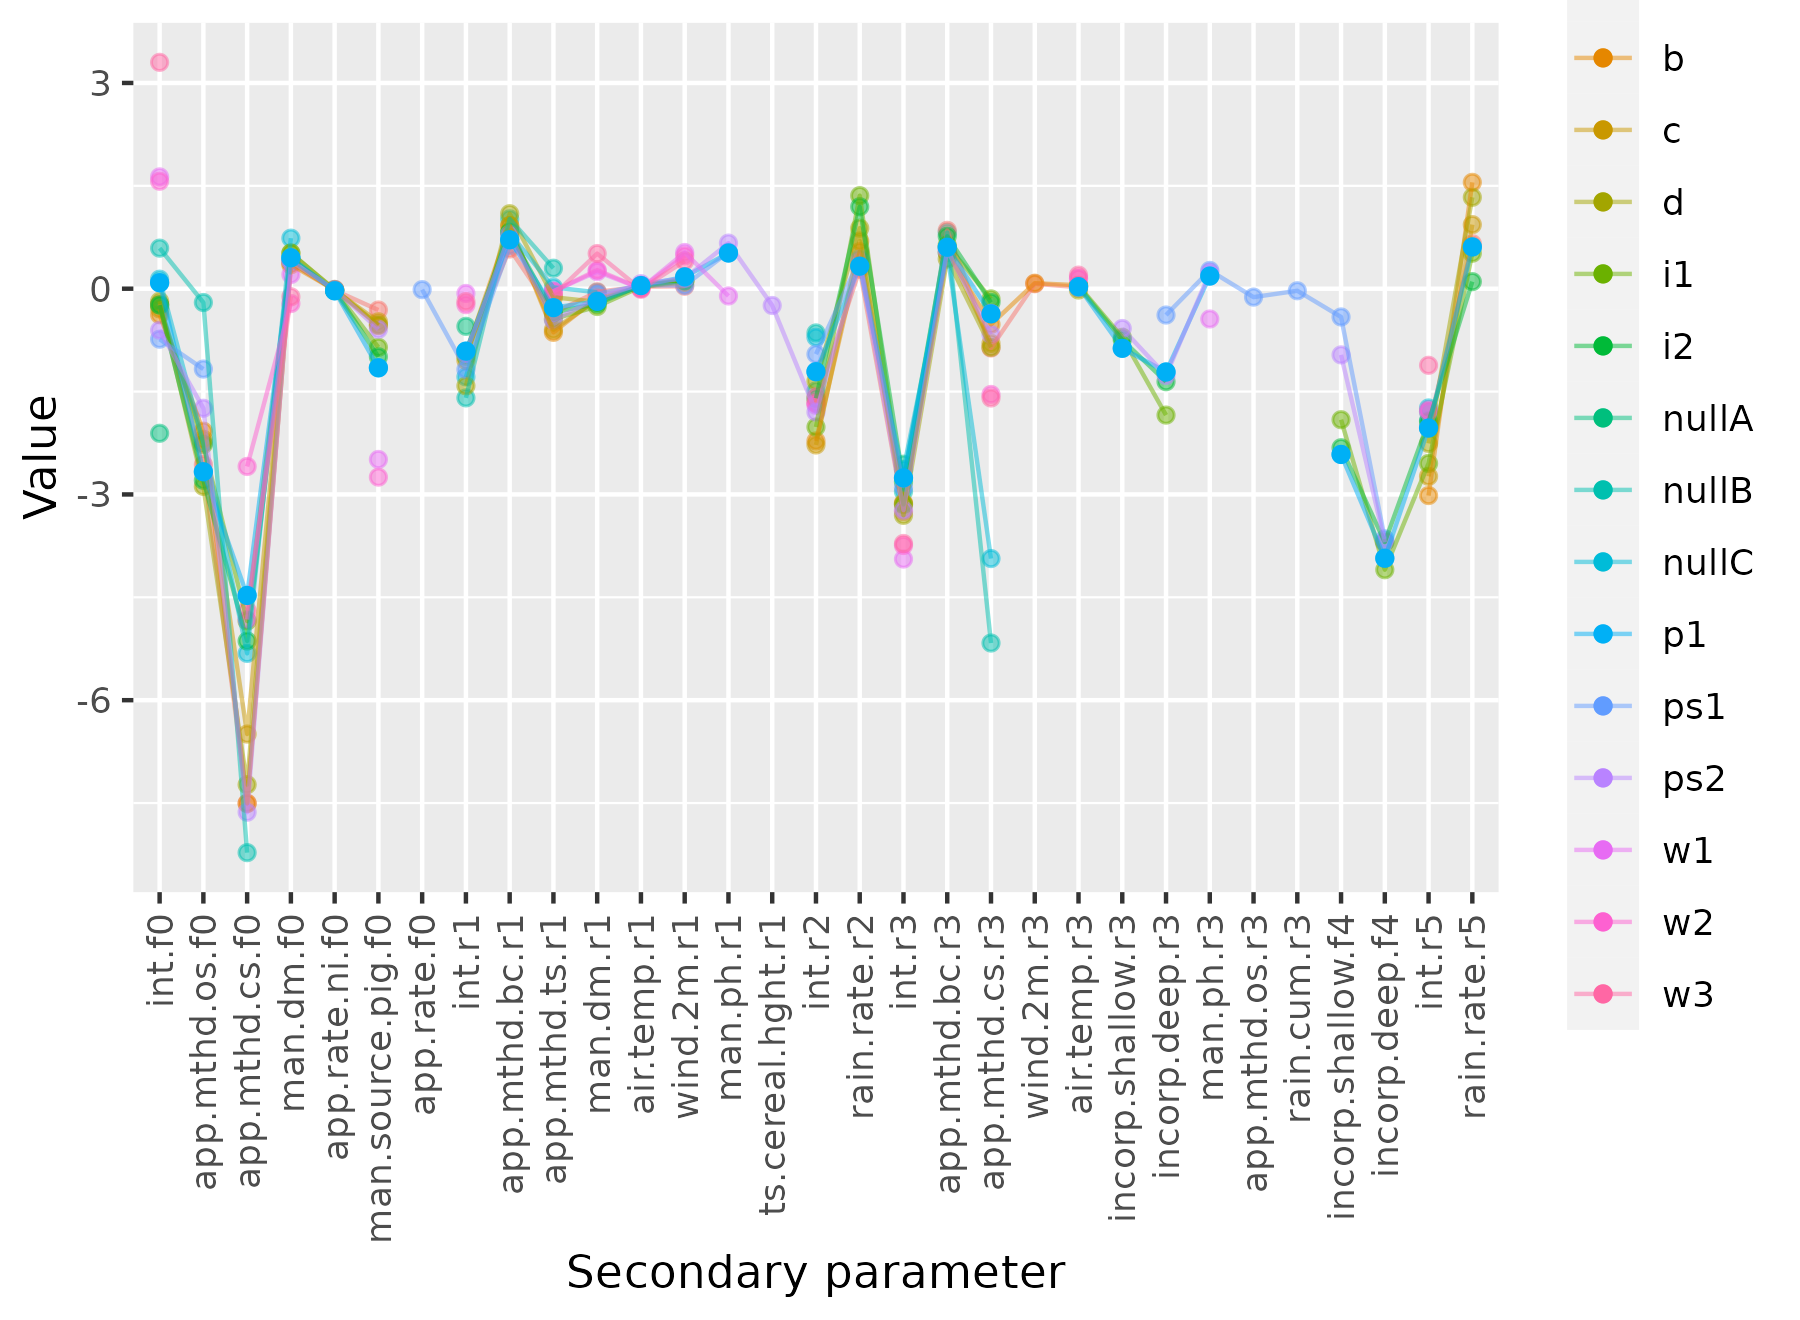 3
0
-3
-6
Value
int.f0
app.mthd.os.f0
app.mthd.cs.f0
man.dm.f0
app.rate.ni.f0
man.source.pig.f0
app.rate.f0
int.r1
app.mthd.bc.r1
app.mthd.ts.r1
man.dm.r1
air.temp.r1
wind.2m.r1
man.ph.r1
ts.cereal.hght.r1
int.r2
rain.rate.r2
int.r3
app.mthd.bc.r3
app.mthd.cs.r3
wind.2m.r3
air.temp.r3
incorp.shallow.r3
incorp.deep.r3
man.ph.r3
app.mthd.os.r3
rain.cum.r3
incorp.shallow.f4
incorp.deep.f4
int.r5
rain.rate.r5
Secondary parameter
b
c
d
i1
i2
nullA
nullB
nullC
p1
ps1
ps2
w1
w2
w3